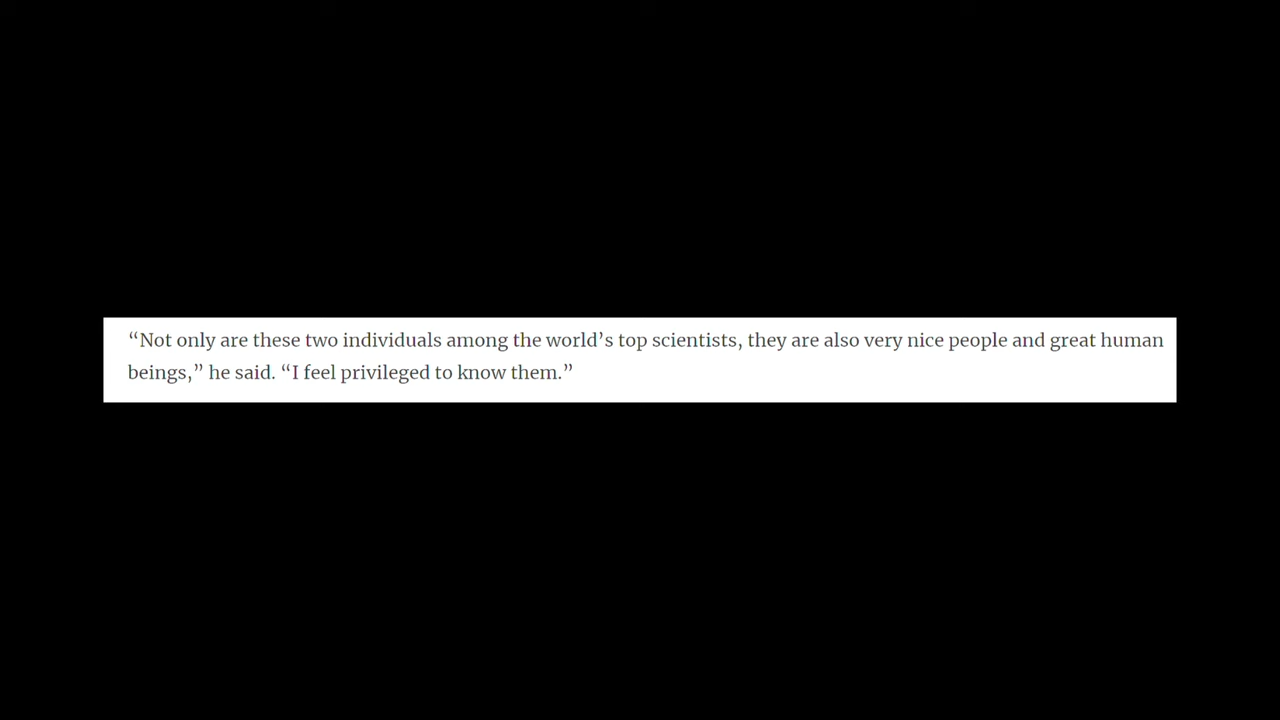 “Not only are these two individuals among the world’s top scientists, they are also very nice people and great human
beings,” he said. “I feel privileged to know them.”